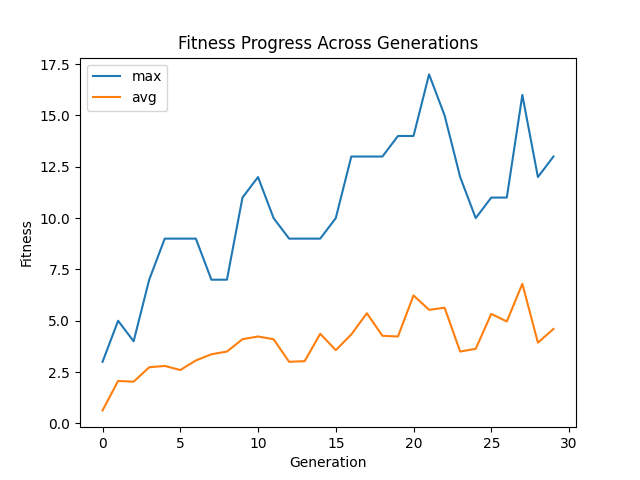 Fitness Progress Across Generations
max
avg
17.5
15.0
12.5
10.0
7.5
5.0
2.5
0.0
Fitness
0 5 10 15 20 25 30
Generation